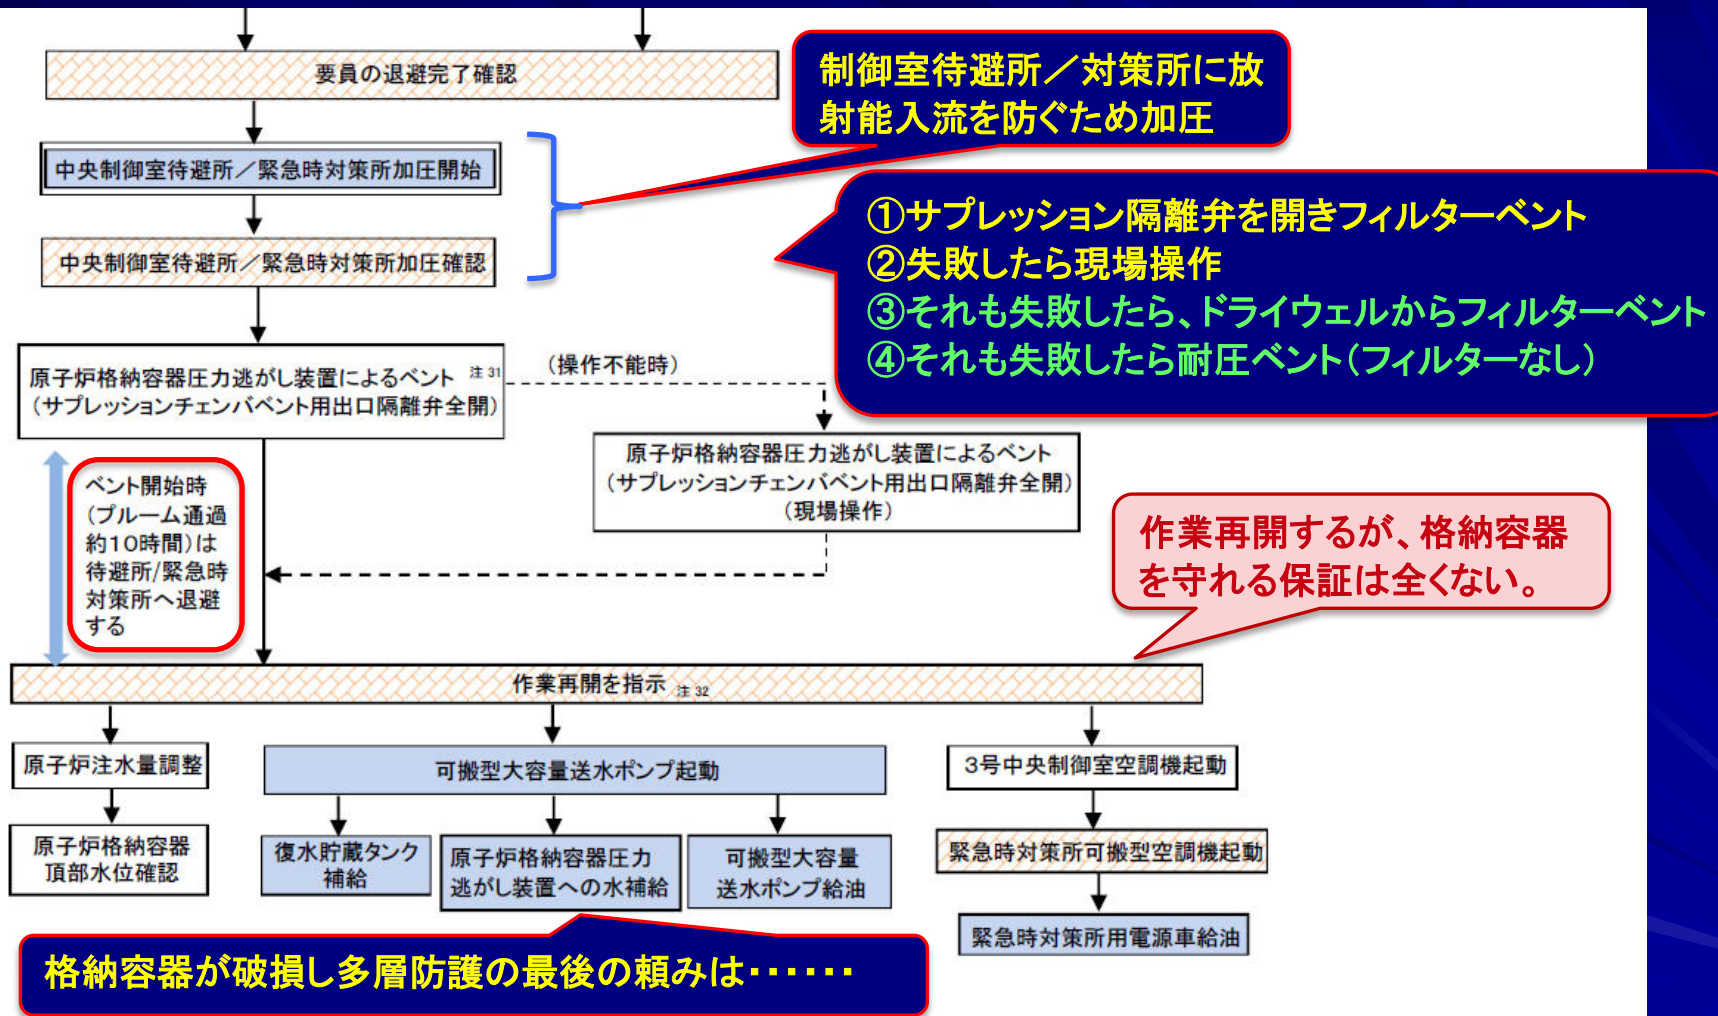 要員の退避完了確認
制御室待避所／対策所に放
射能入流を防ぐため加圧
中央制御室待避所／緊急時対策所加圧開始
中央制御室待避所／緊急時対策所加圧確認
①サプレッション隔離弁を開きフィルターベント
②失敗したら現場操作
③それも失敗したら、ドライウェルからフィルターベント
④それも失敗したら耐圧ベント（フィルターなし）
原子炉格納容器圧力逃がし装置によるベント 注31
（サプレッションチェンバベント用出口隔離弁全開）
（操作不能時）
原子炉格納容器圧力逃がし装置によるベント
（サプレッションチェンバベント用出口隔離弁全開）
（現場操作）
ベント開始時
（プルーム通過
約10時間）は
待避所/緊急時
対策所へ退避
する
作業再開するが、格納容器
を守れる保証は全くない。
作業再開を指示 注32
原子炉注水量調整
可搬型大容量送水ポンプ起動
3号中央制御室空調機起動
原子炉格納容器
頂部水位確認
復水貯蔵タンク
補給
原子炉格納容器圧力
逃がし装置への水補給
可搬型大容量
送水ポンプ給油
緊急時対策所可搬型空調機起動
緊急時対策所用電源車給油
格納容器が破損し多層防護の最後の頼みは・・・・・・